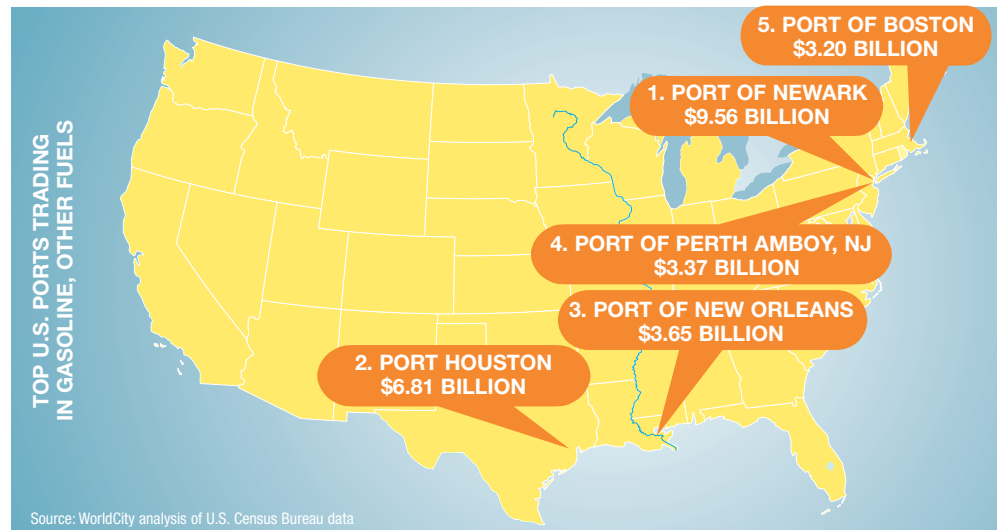 TOP U.S. PORTS TRADING
IN GASOLINE, OTHER FUELS
5. PORT OF BOSTON
$3.20 BILLION
1. PORT OF NEWARK
$9.56 BILLION
4. PORT OF PERTH AMBOY, NJ
$3.37 BILLION
3. PORT OF NEW ORLEANS
$3.65 BILLION
2. PORT HOUSTON
$6.81 BILLION
Source: WorldCity analysis of U.S. Census Bureau data